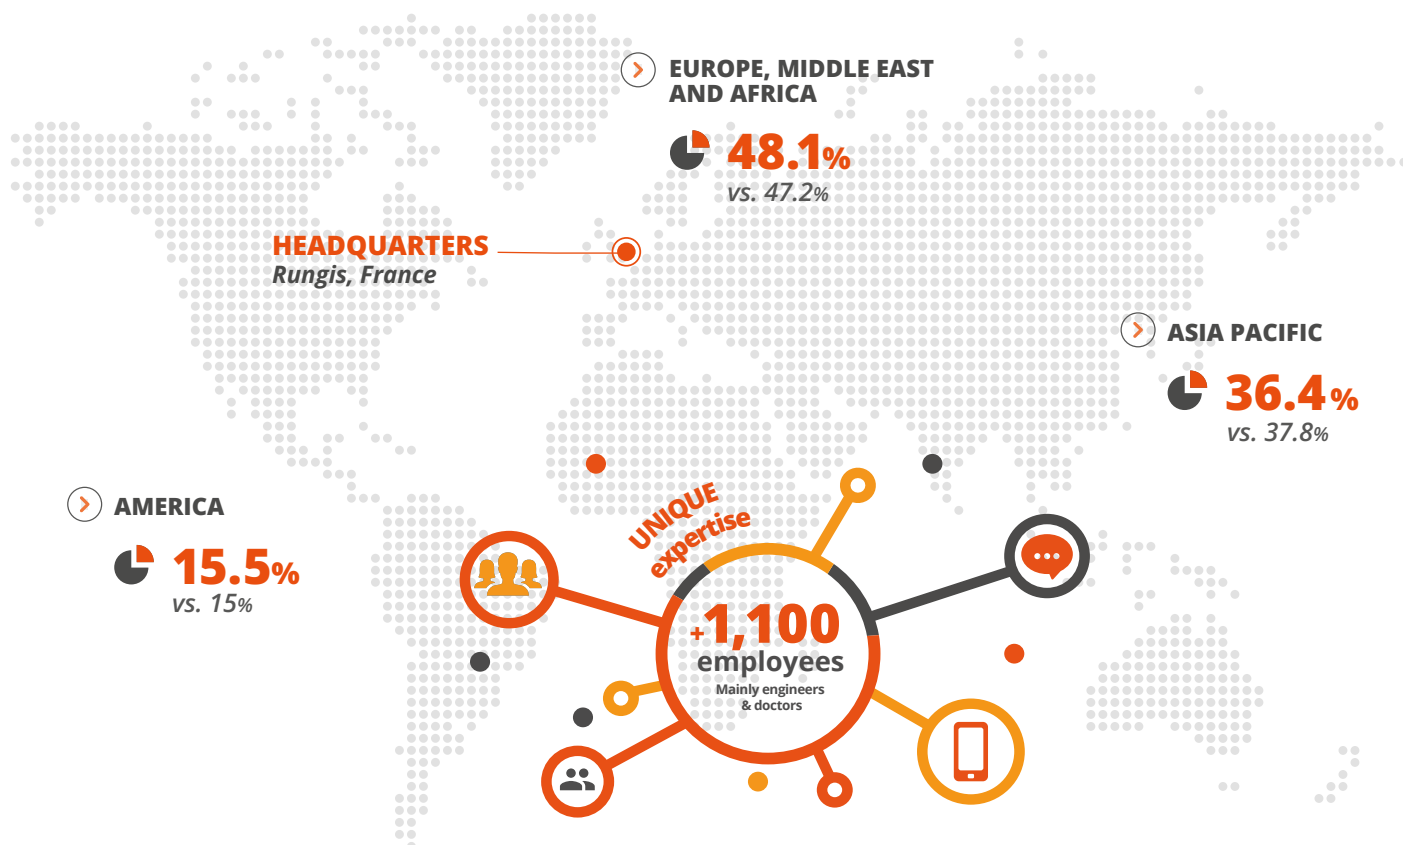 EUROPE, MIDDLE EAST
AND AFRICA
48.1%
vs. 47.2%
HEADQUARTERS
Rungis, France
ASIA PACIFIC
36.4%
vs. 37.8%
AMERICA
15.5%
vs. 15%
UNIQUE
expertise
+1,100
employees
Mainly engineers
& doctors